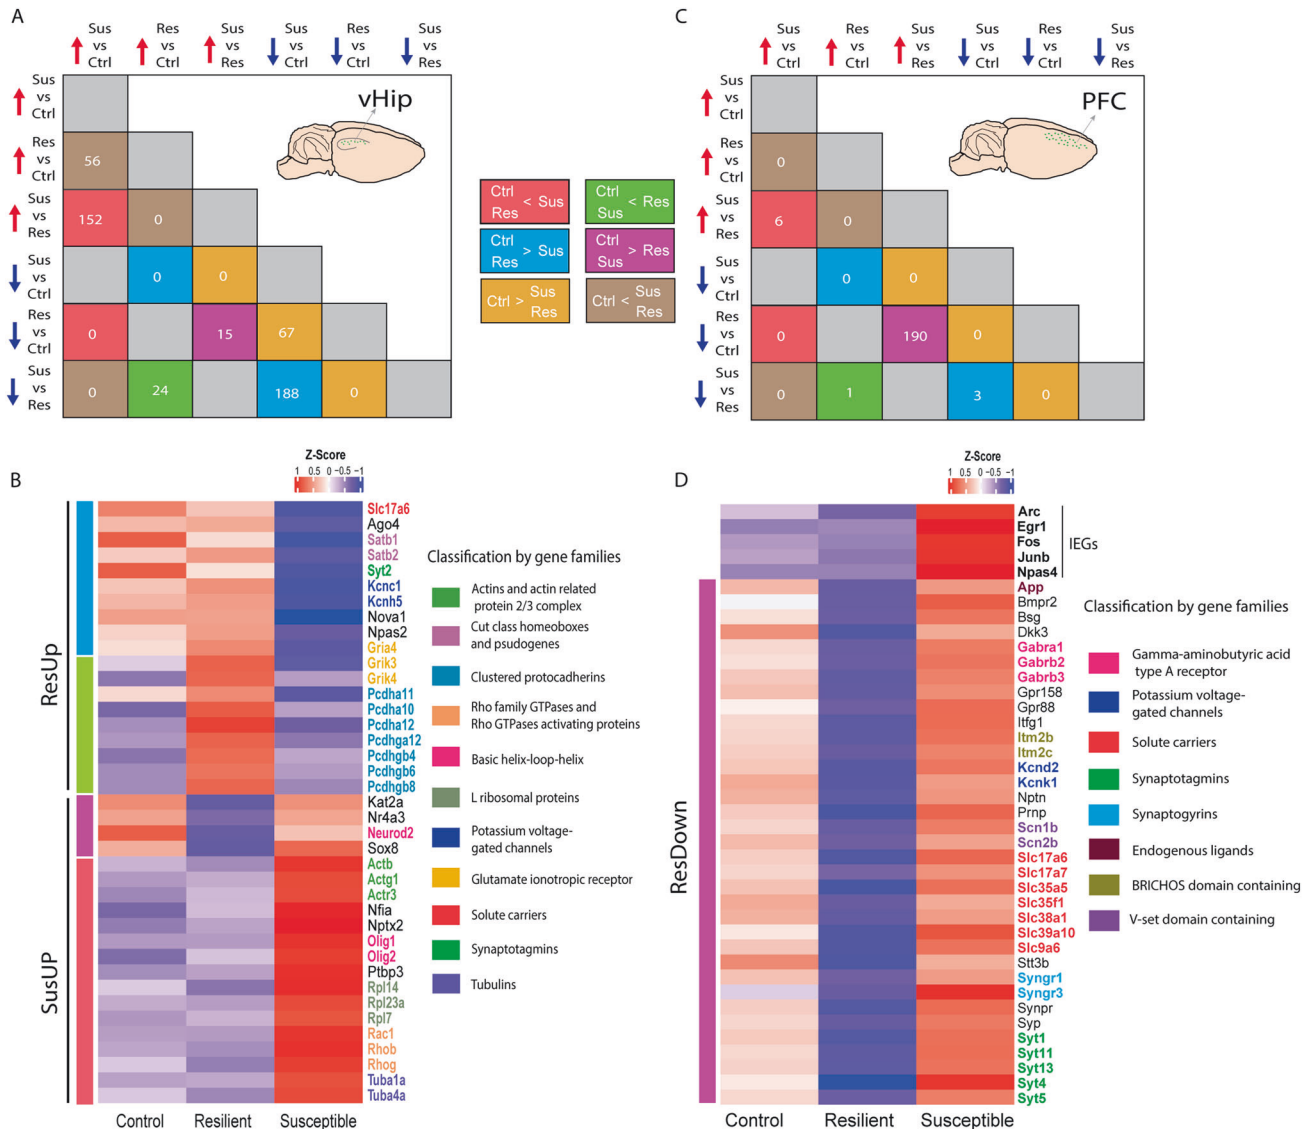 A
Sus vs Ctrl
Res vs Ctrl
Sus vs Res
Sus vs Ctrl
Res vs Ctrl
Sus vs Res
Sus vs Ctrl
Res vs Ctrl
56
Sus vs Res
152
0
Sus vs Ctrl
0
0
Res vs Ctrl
0
15
67
Sus vs Res
0
24
188
0
vHip
Ctrl Res < Sus
Ctrl Sus < Res
Ctrl Res > Sus
Ctrl Sus > Res
Ctrl > Sus Res
Ctrl < Sus Res
C
Sus vs Ctrl
Res vs Ctrl
Sus vs Res
Sus vs Ctrl
Res vs Ctrl
Sus vs Res
Sus vs Ctrl
Res vs Ctrl
0
Sus vs Res
6
0
Sus vs Ctrl
0
0
Res vs Ctrl
0
190
0
Sus vs Res
0
1
3
0
PFC
B
Z-Score
1 0.5 0 -0.5 -1
ResUp
SusUP
Slc17a6
Ago4
Satb1
Satb2
Syt2
Kcnc1
Kcnh5
Nova1
Npas2
Gria4
Grik3
Grik4
Pcdha11
Pcdha10
Pcdha12
Pcdhga12
Pcdhgb4
Pcdhgb6
Pcdhgb8
Kat2a
Nr4a3
Neurod2
Sox8
Actb
Actg1
Actr3
Nfia
Nptx2
Olig1
Olig2
Ptbp3
Rpl14
Rpl23a
Rpl7
Rac1
Rhob
Rhog
Tuba1a
Tuba4a
Control Resilient Susceptible
Classification by gene families
Actins and actin related
protein 2/3 complex
Cut class homeoboxes
and psudogenes
Clustered protocadherins
Rho family GTPases and
Rho GTPases activating proteins
Basic helix-loop-helix
L ribosomal proteins
Potassium voltage-
gated channels
Glutamate ionotropic receptor
Solute carriers
Synaptotagmins
Tubulins
D
Z-Score
1 0.5 0 -0.5 -1
ResDown
Arc
Egr1
Fos
Junb
Npas4
IEGs
App
Bmpr2
Bsg
Dkk3
Gabra1
Gabrb2
Gabrb3
Gpr158
Gpr88
Itfg1
Itm2b
Itm2c
Kcnd2
Kcnk1
Nptn
Prnp
Scn1b
Scn2b
Slc17a6
Slc17a7
Slc35a5
Slc35f1
Slc38a1
Slc39a10
Slc9a6
Stt3b
Syngr1
Syngr3
Synpr
Syp
Syt1
Syt11
Syt13
Syt4
Syt5
Control Resilient Susceptible
Classification by gene families
Gamma-aminobutyric acid
type A receptor
Potassium voltage-
gated channels
Solute carriers
Synaptotagmins
Synaptogyrins
Endogenous ligands
BRICHOS domain containing
V-set domain containing